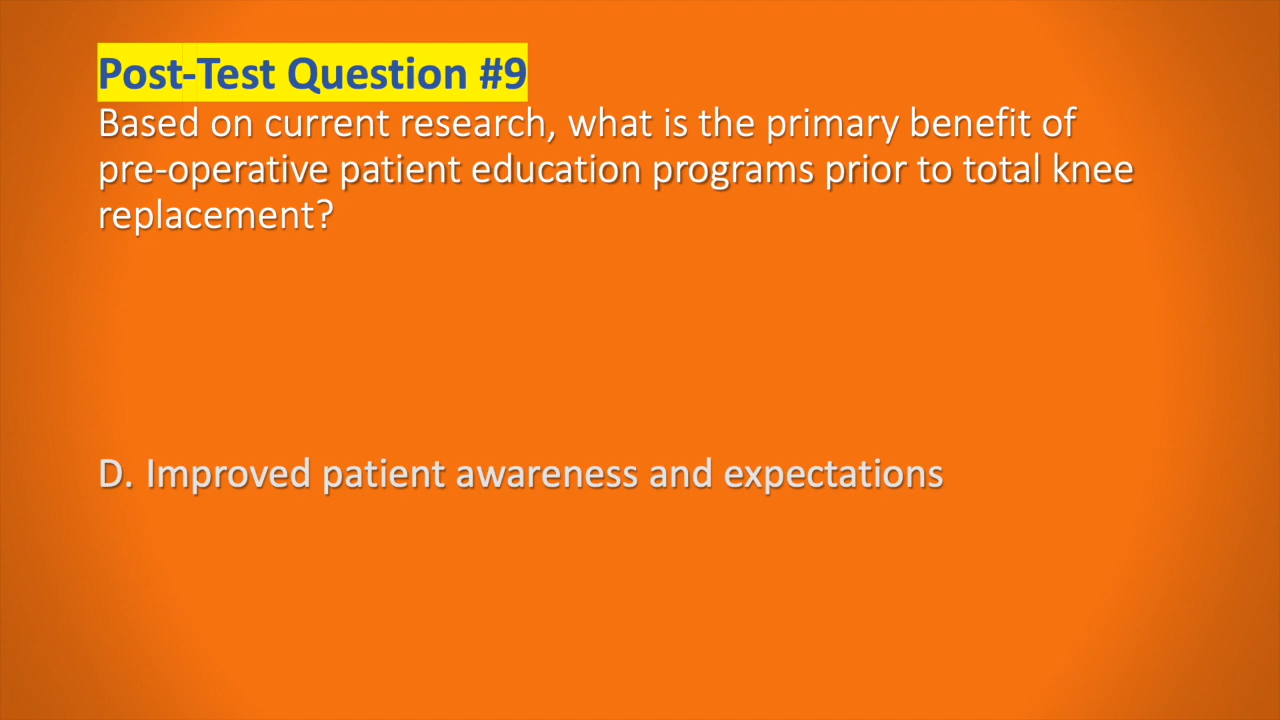 Post-Test Question #9
Based on current research, what is the primary benefit of
pre-operative patient education programs prior to total knee
replacement?
D. Improved patient awareness and expectations